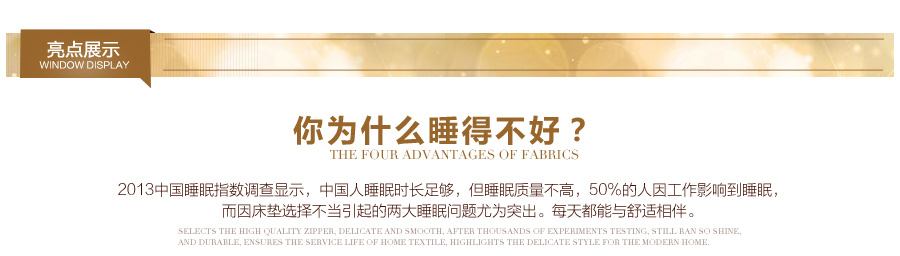 亮点展示
WINDOW DISPLAY
你为什么睡得不好？
THE FOUR ADVANTAGES OF FABRICS
2013中国睡眠指数调查显示，中国人睡眠时长足够，但睡眠质量不高，50%的人因工作影响到睡眠，
而因床垫选择不当引起的两大睡眠问题尤为突出。每天都能与舒适相伴。
SELECTS THE HIGH QUALITY ZIPPER, DELICATE AND SMOOTH, AFTER THOUSANDS OF EXPERIMENTS TESTING, STILL RAN SO SHINE,
AND DURABLE, ENSURES THE SERVICE LIFE OF HOME TEXTILE, HIGHLIGHTS THE DELICATE STYLE FOR THE MODERN HOME.